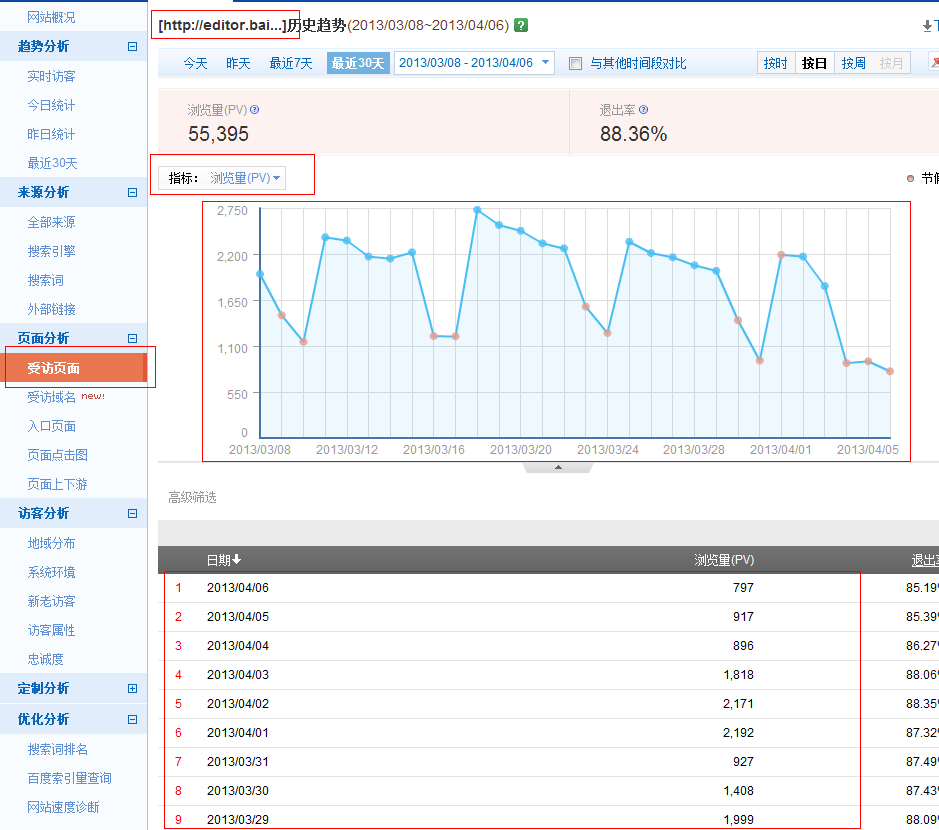 网站概况
趋势分析
实时访客
今日统计
昨日统计
最近30天
来源分析
全部来源
搜索引擎
搜索词
外部链接
页面分析
受访页面
受访域名 new!
入口页面
页面点击图
页面上下游
访客分析
地域分布
系统环境
新老访客
访客属性
忠诚度
定制分析
优化分析
搜索词排名
百度索引量查询
网站速度诊断
[http://editor.bai...]历史趋势(2013/03/08~2013/04/06) ?
今天 昨天 最近7天 最近30天 2013/03/08 - 2013/04/06 与其他时间段对比 按时 按日 按周 按月
浏览量(PV) ? 退出率 ?
55,395 88.36%
指标： 浏览量(PV)
2,750
2,200
1,650
1,100
550
0
2013/03/08 2013/03/12 2013/03/16 2013/03/20 2013/03/24 2013/03/28 2013/04/01 2013/04/05
高级筛选
日期 浏览量(PV) 退出
1 2013/04/06 797 85.19%
2 2013/04/05 917 85.39%
3 2013/04/04 896 86.27%
4 2013/04/03 1,818 88.06%
5 2013/04/02 2,171 88.35%
6 2013/04/01 2,192 87.32%
7 2013/03/31 927 87.49%
8 2013/03/30 1,408 87.43%
9 2013/03/29 1,999 88.09%